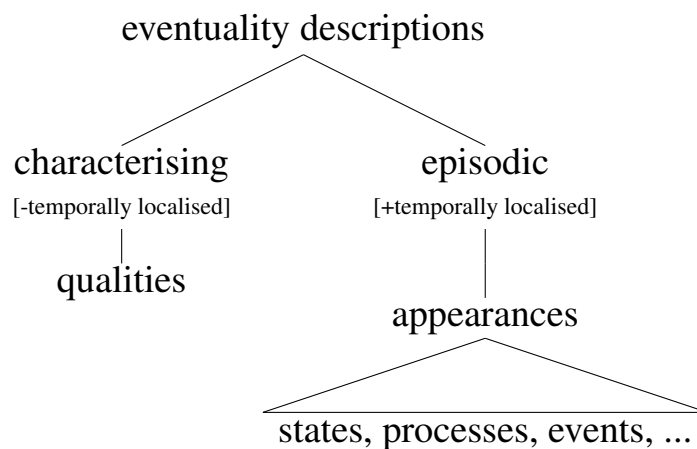 eventuality descriptions
characterising episodic
[-temporally localised] [+temporally localised]
qualities
appearances
states, processes, events, ...